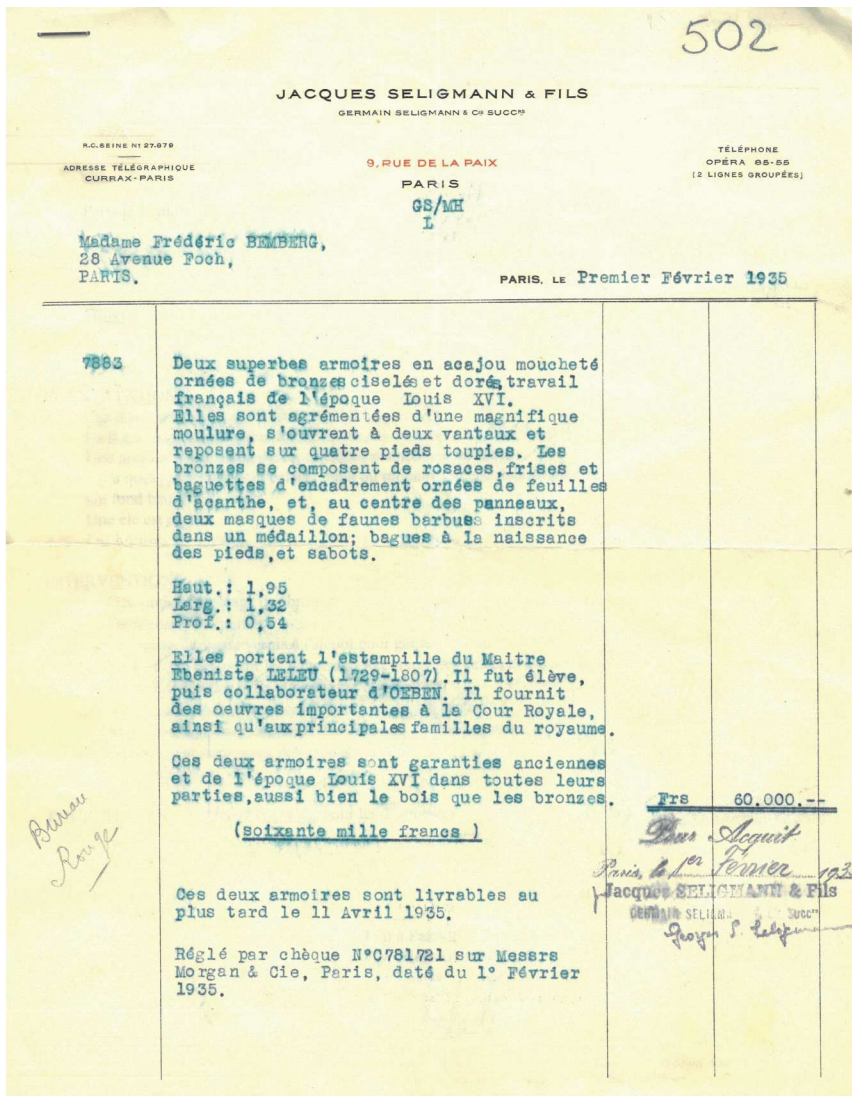 502
JACQUES SELIGMANN & FILS
GERMAIN SELIGMANN & Cie SUCCRS
R.C. SEINE N: 27.879
ADRESSE TÉLÉGRAPHIQUE
CURRAX-PARIS
9, RUE DE LA PAIX
PARIS
TÉLÉPHONE
OPÉRA 85-55
(2 LIGNES GROUPÉES)
GS/MH
L
Madame Frédéric BEMBERG,
28 Avenue Foch,
PARIS.
PARIS, LE Premier Février 1935
7883
Deux superbes armoires en acajou moucheté
ornées de bronzes ciselés et dorés, travail
français de l'époque Louis XVI.
Elles sont agrémentées d'une magnifique
moulure, s'ouvrent à deux vantaux et
reposent sur quatre pieds toupies. Les
bronzes se composent de rosaces, frises et
baguettes d'encadrement ornées de feuilles
d'acanthe, et, au centre des panneaux,
deux masques de faunes barbus inscrits
dans un médaillon; bagues à la naissance
des pieds, et sabots.
Haut.: 1,95
Larg.: 1,32
Prof.: 0,54
Elles portent l'estampille du Maitre
Ebeniste LELEU (1729-1807). Il fut élève,
puis collaborateur d'OEBEN. Il fournit
des oeuvres importantes à la Cour Royale,
ainsi qu'aux principales familles du royaume.
Ces deux armoires sont garanties anciennes
et de l'époque Louis XVI dans toutes leurs
parties, aussi bien le bois que les bronzes.
Frs 60.000.--
(soixante mille francs )
Bureau
Rouge
Pour Acquit
Paris, le 1er Février 193
Jacques SELIGMANN & Fils
GERMAIN SELIGMA & Cie SUCCrs
Georges S. Seligmann
Ces deux armoires sont livrables au
plus tard le 11 Avril 1935.
Réglé par chèque N°C781721 sur Messrs
Morgan & Cie, Paris, daté du 1° Février
1935.